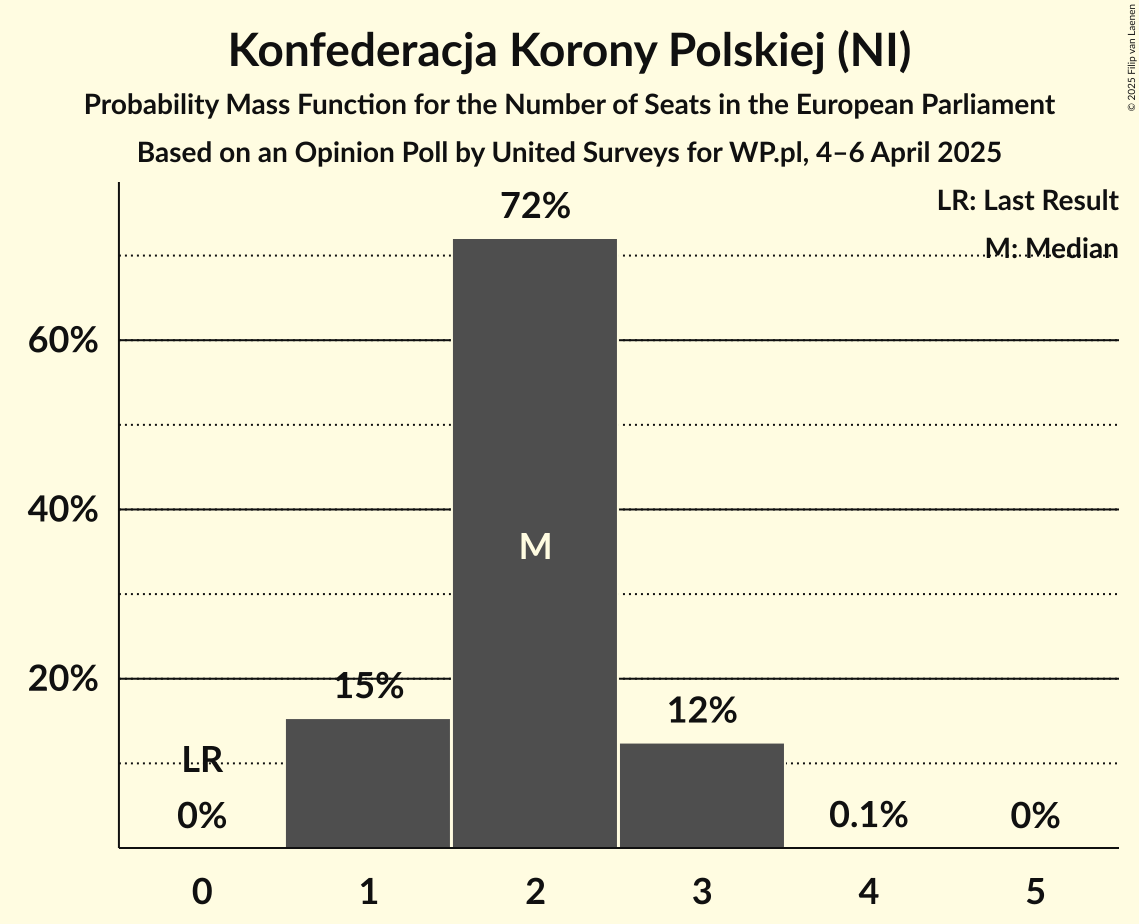 Konfederacja Korony Polskiej (NI)
Probability Mass Function for the Number of Seats in the European Parliament
Based on an Opinion Poll by United Surveys for WP.pl, 4–6 April 2025
© 2025 Filip van Laenen
LR: Last Result
M: Median
72%
60%
40%
M
20%
15%
12%
LR
0%
0.1%
0%
0 1 2 3 4 5